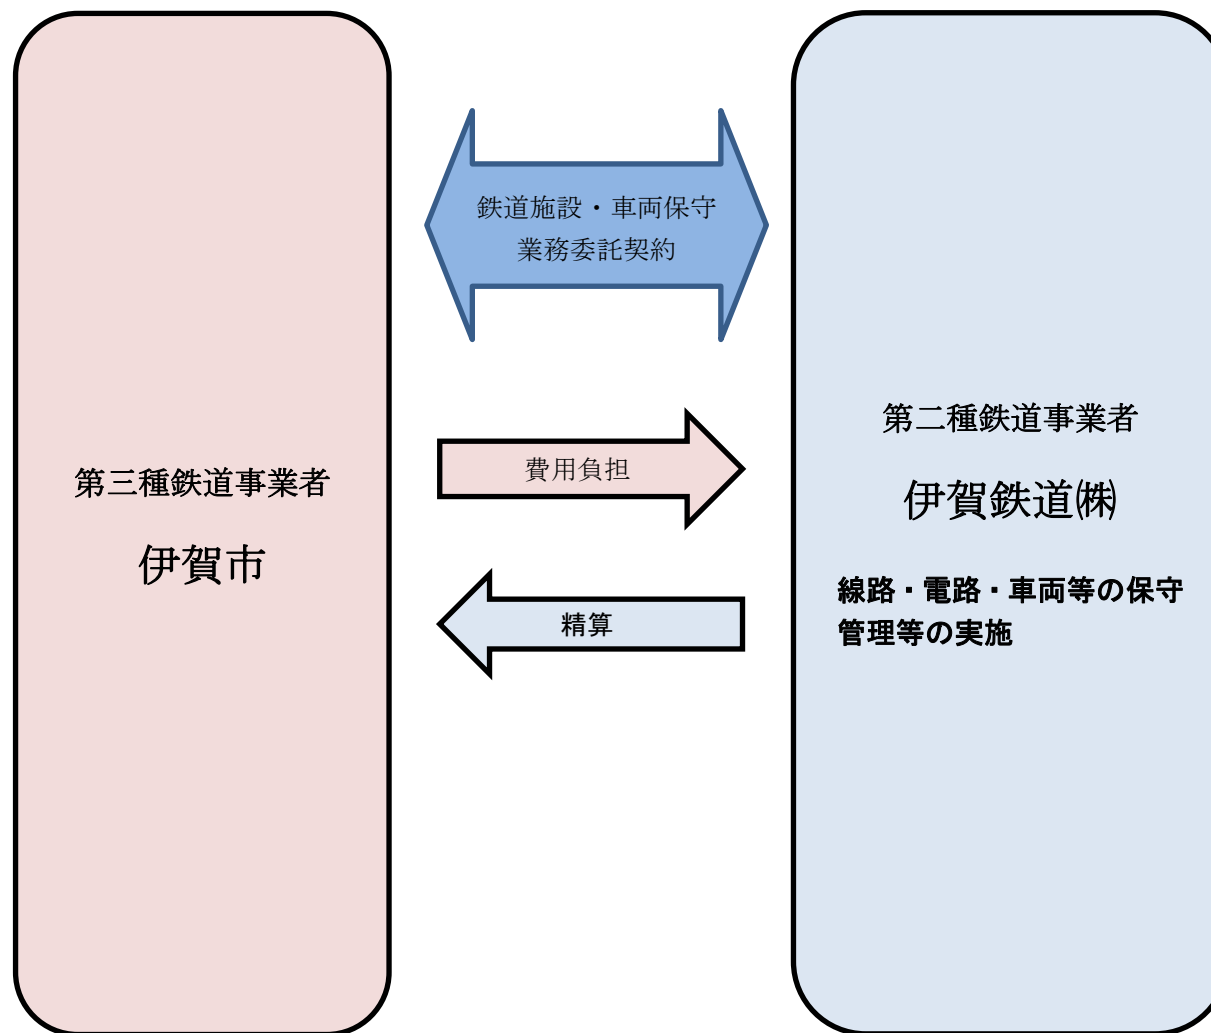 第三種鉄道事業者
伊賀市
鉄道施設・車両保守
業務委託契約
費用負担
精算
第二種鉄道事業者
伊賀鉄道㈱
線路・電路・車両等の保守
管理等の実施